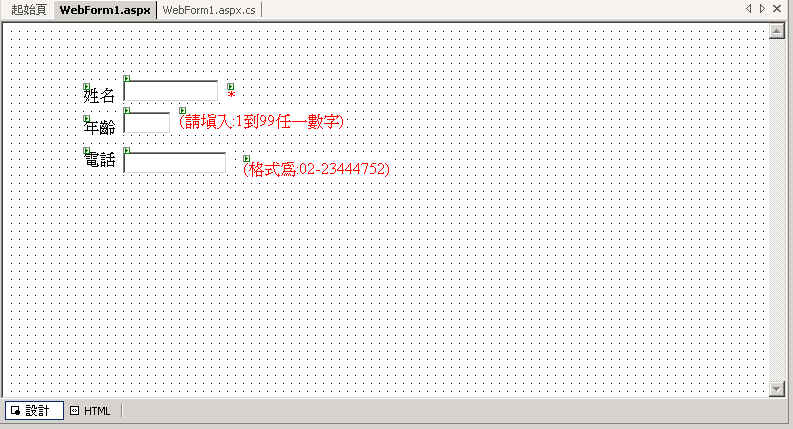 起始頁 WebForm1.aspx WebForm1.aspx.cs
姓名 *
年齡 (請填入.1到99任一數字)
電話 (格式為:02-23444752)
設計 HTML